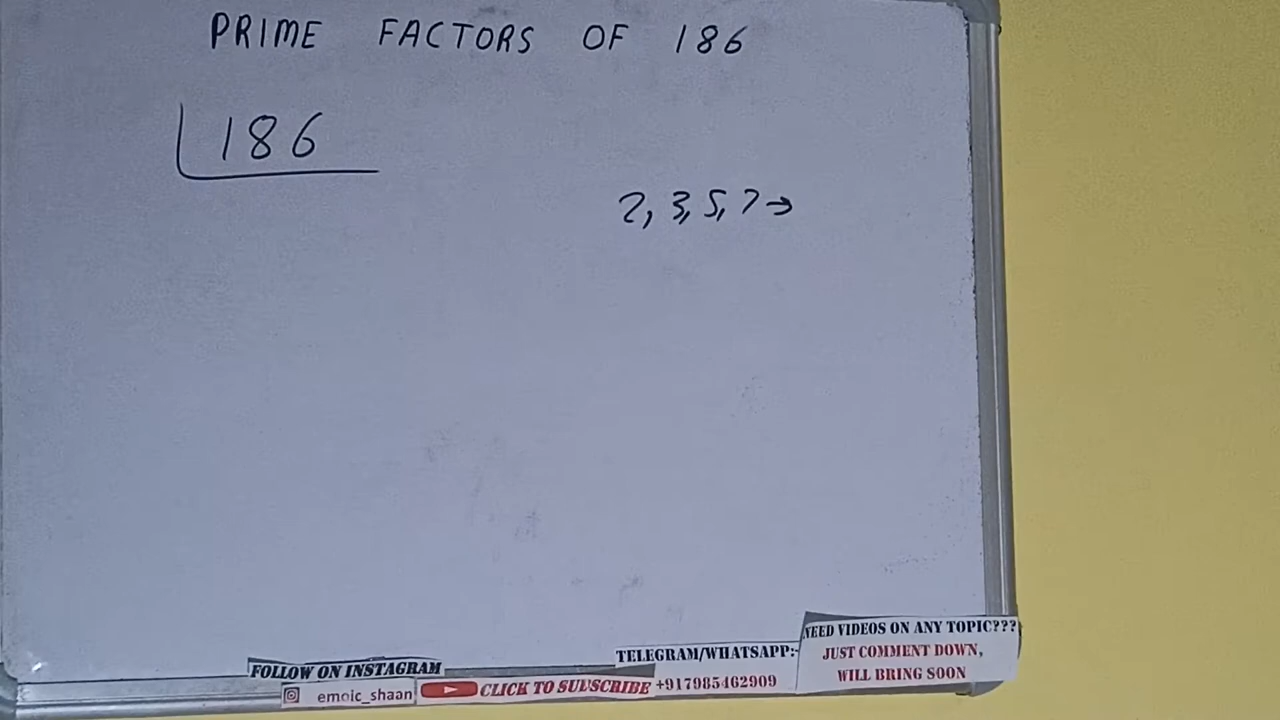 PRIME FACTORS OF 186
186
2, 3, 5, 7 →
NEED VIDEOS ON ANY TOPIC???
JUST COMMENT DOWN,
WILL BRING SOON
TELEGRAM/WHATSAPP:-
+917985462909
FOLLOW ON INSTAGRAM
emoic_shaan
CLICK TO SUBSCRIBE